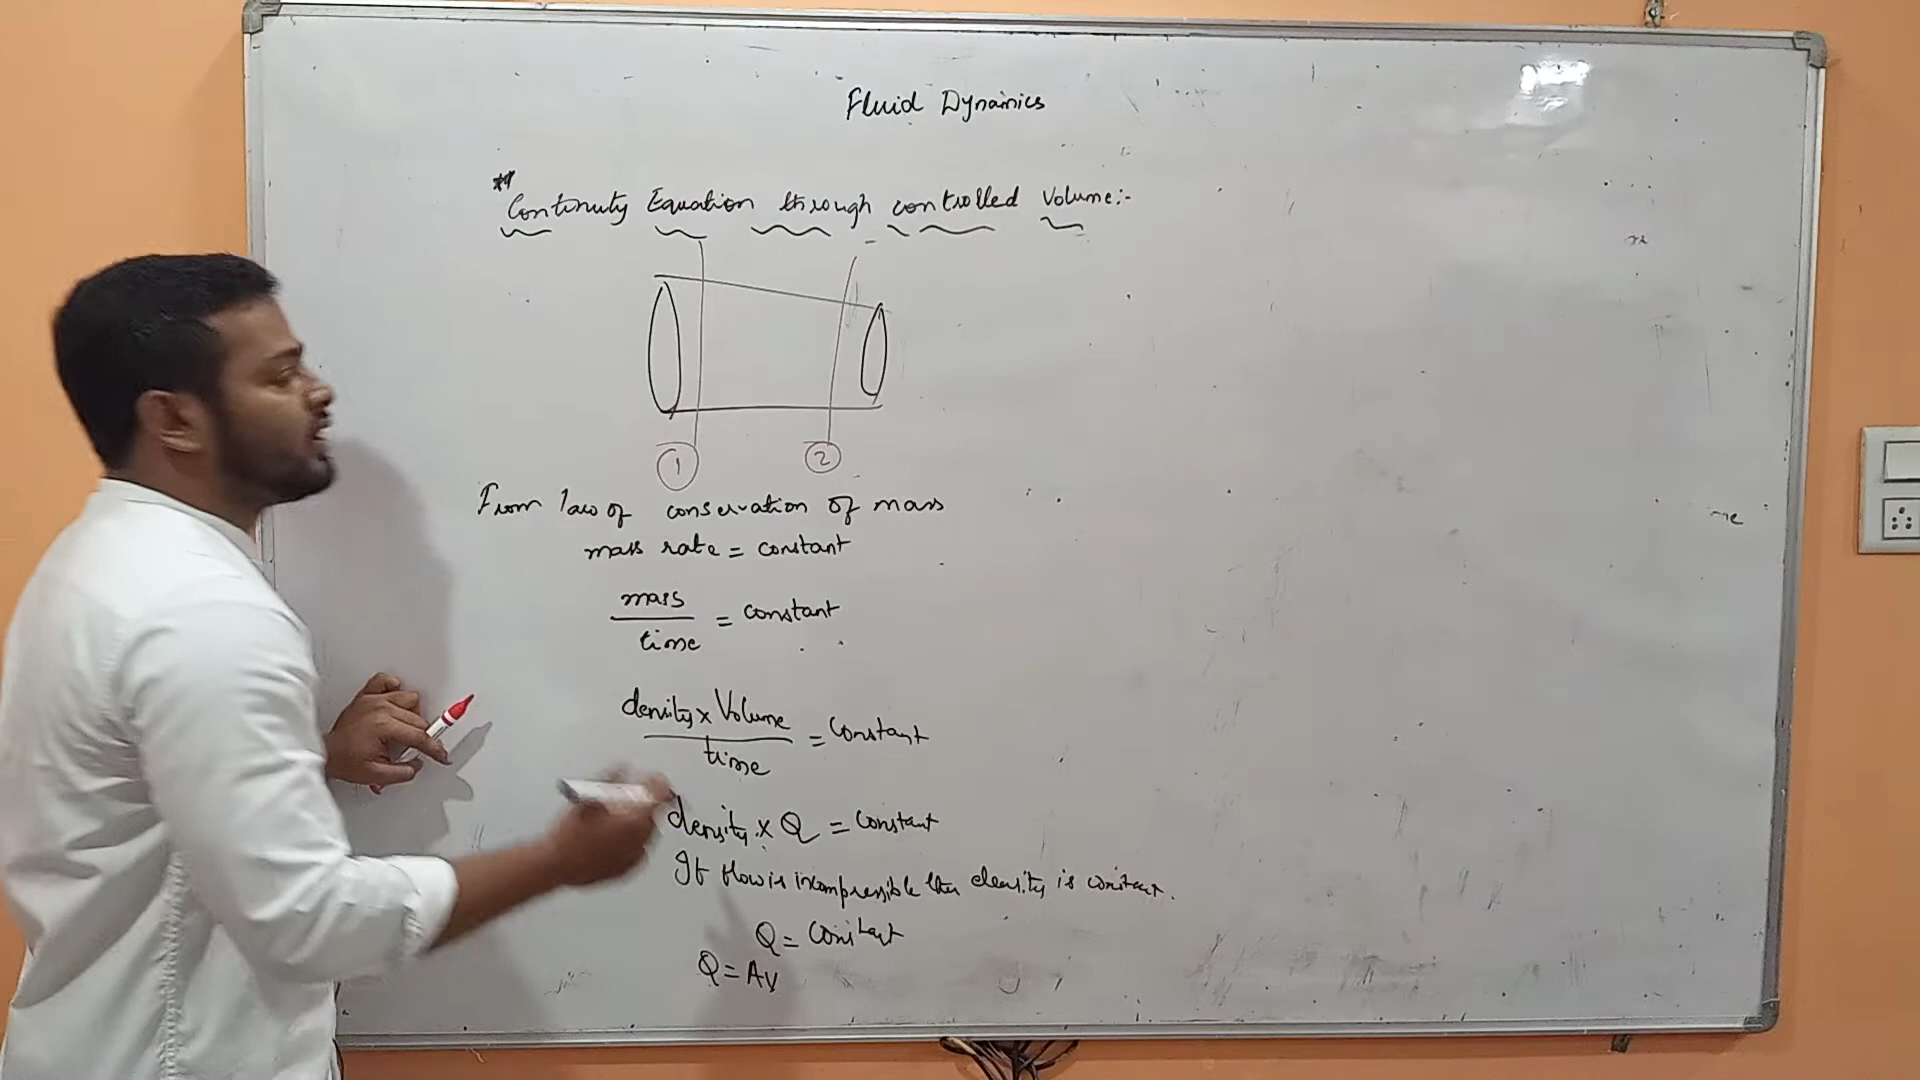 Fluid Dynamics
** Continuity Equation through controlled Volume:-
1 2
From law of conservation of mass
mass rate = constant
mass
time = constant
density x Volume
time = constant
density x Q = constant
If flow is incompressible then density is constant.
Q = constant
Q = AV